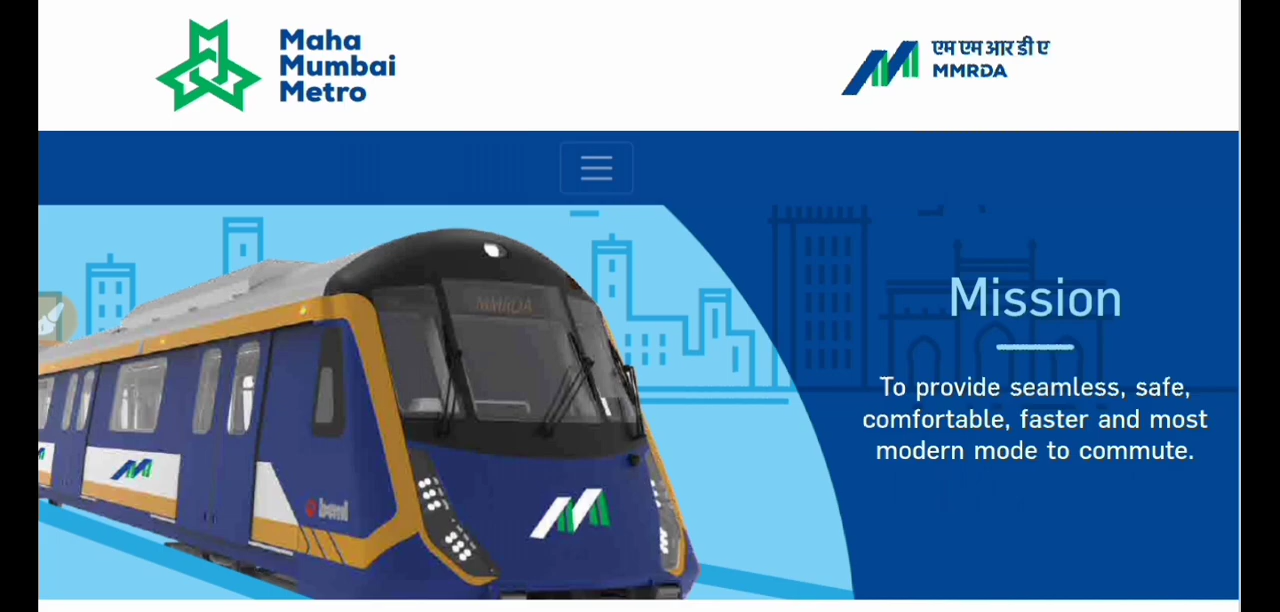 Maha
Mumbai
Metro
एम एम आर डी ए
MMRDA
MMRDA
Mission
To provide seamless, safe,
comfortable, faster and most
modern mode to commute.
beml